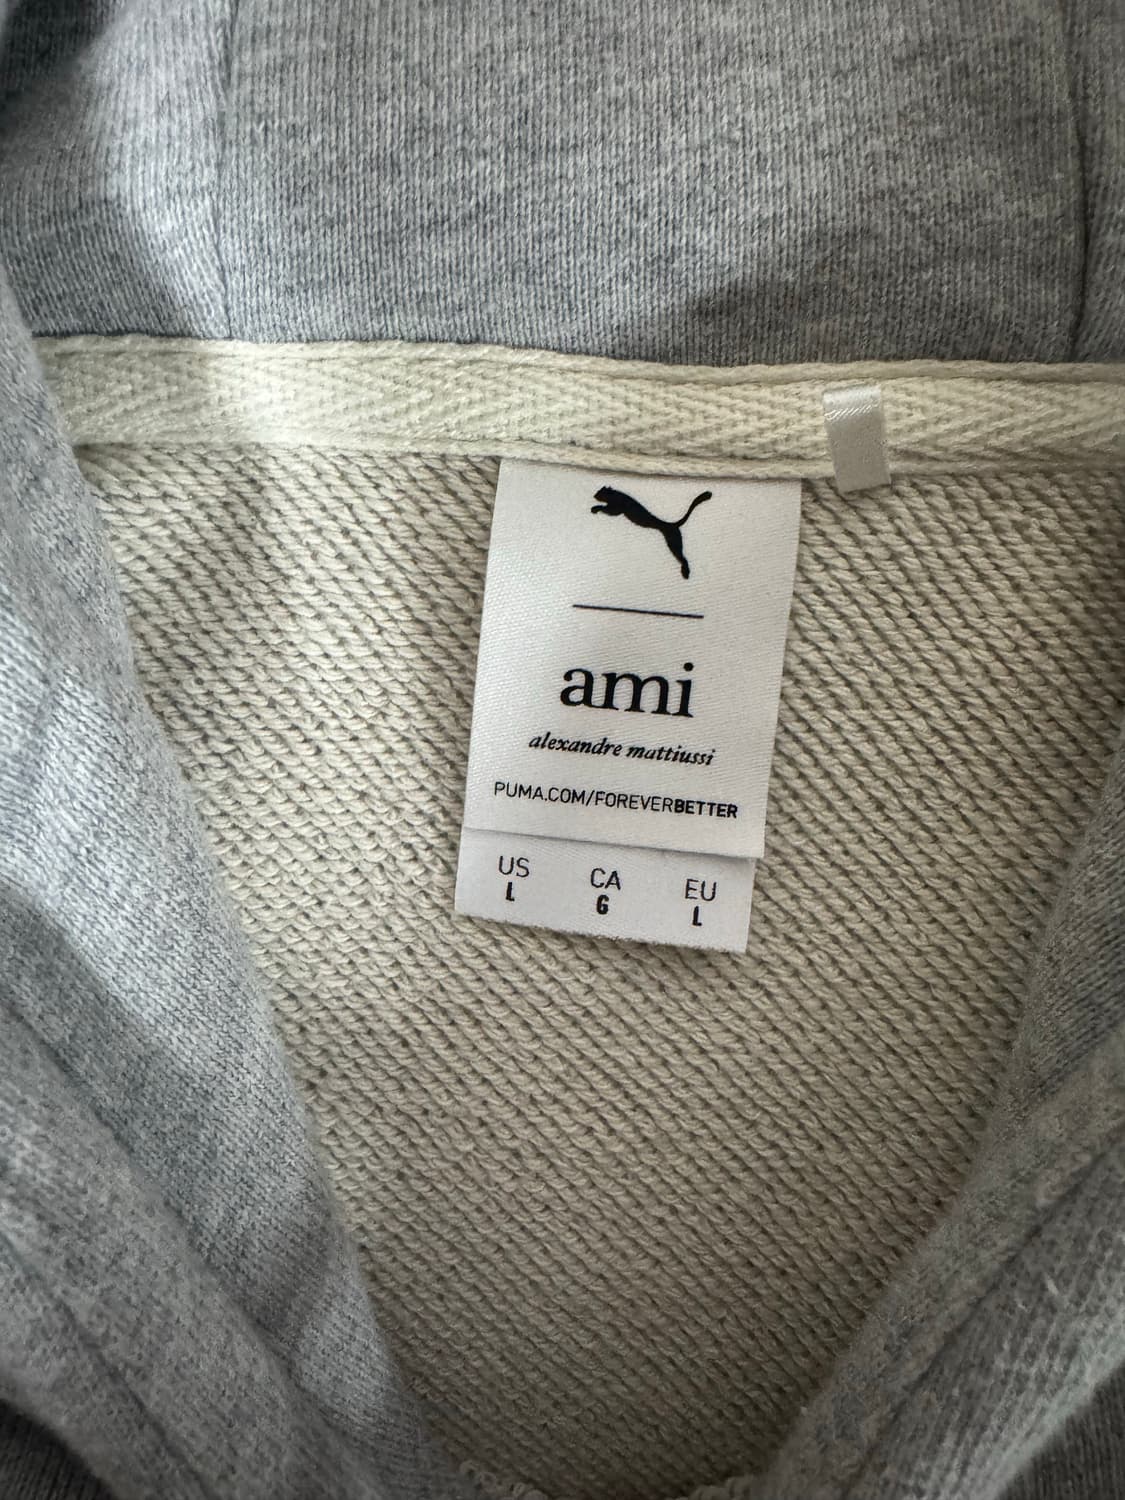 ami
alexandre mattiussi
PUMA.COM/FOREVERBETTER
US CA EU
L G L